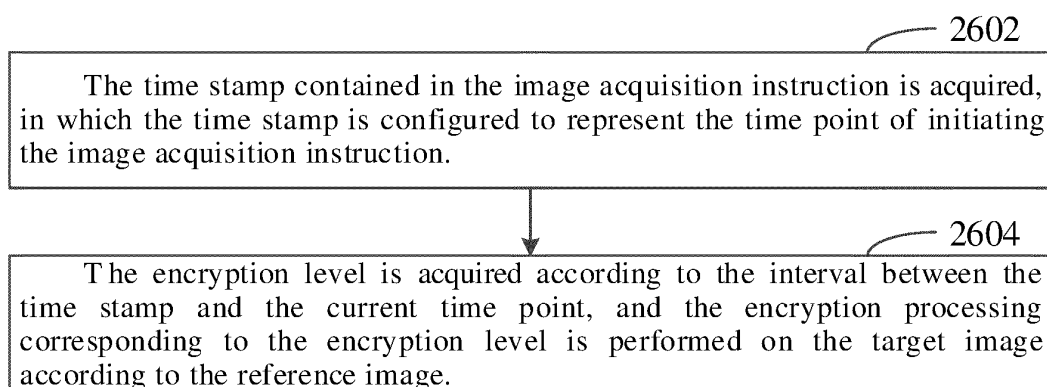 2602
The time stamp contained in the image acquisition instruction is acquired,
in which the time stamp is configured to represent the time point of initiating
the image acquisition instruction.
2604
The encryption level is acquired according to the interval between the
time stamp and the current time point, and the encryption processing
corresponding to the encryption level is performed on the target image
according to the reference image.